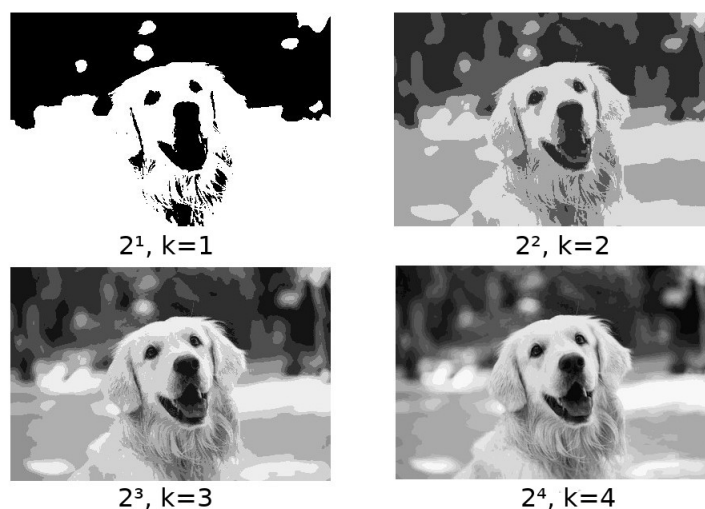 2¹, k=1
2², k=2
2³, k=3
2⁴, k=4